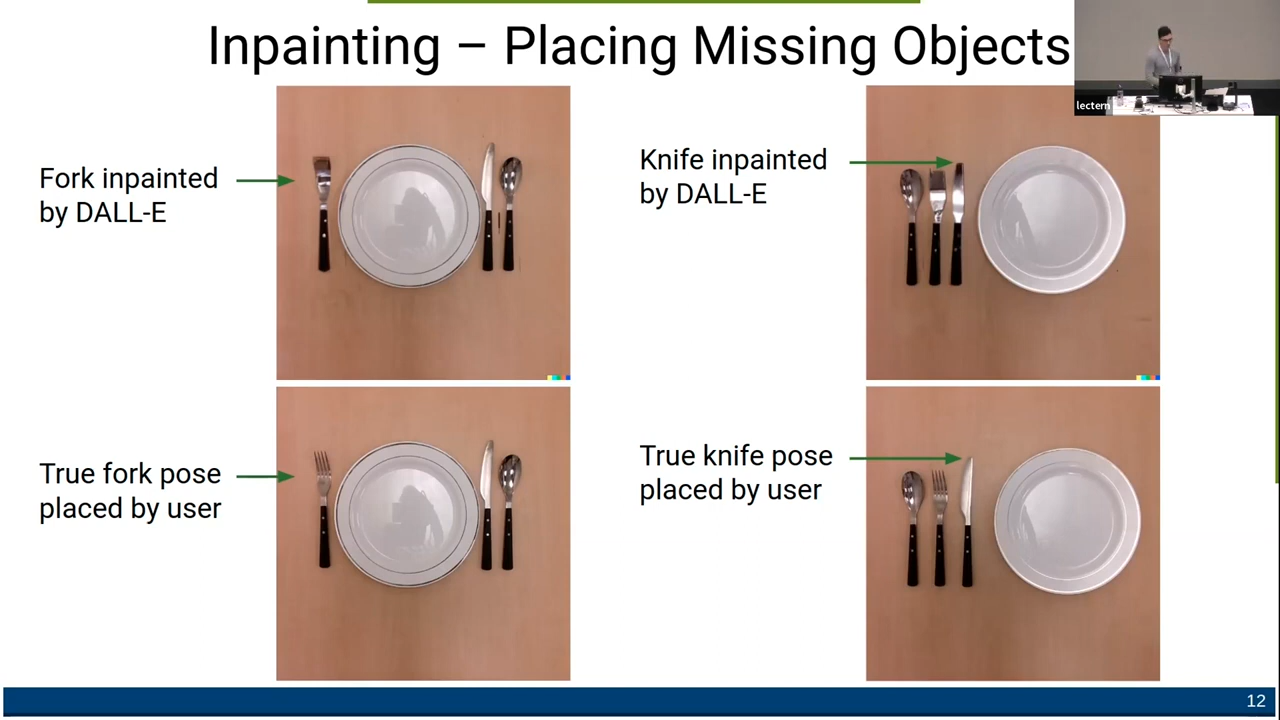 Inpainting – Placing Missing Objects
lectern
Fork inpainted
by DALL-E
Knife inpainted
by DALL-E
True fork pose
placed by user
True knife pose
placed by user
12